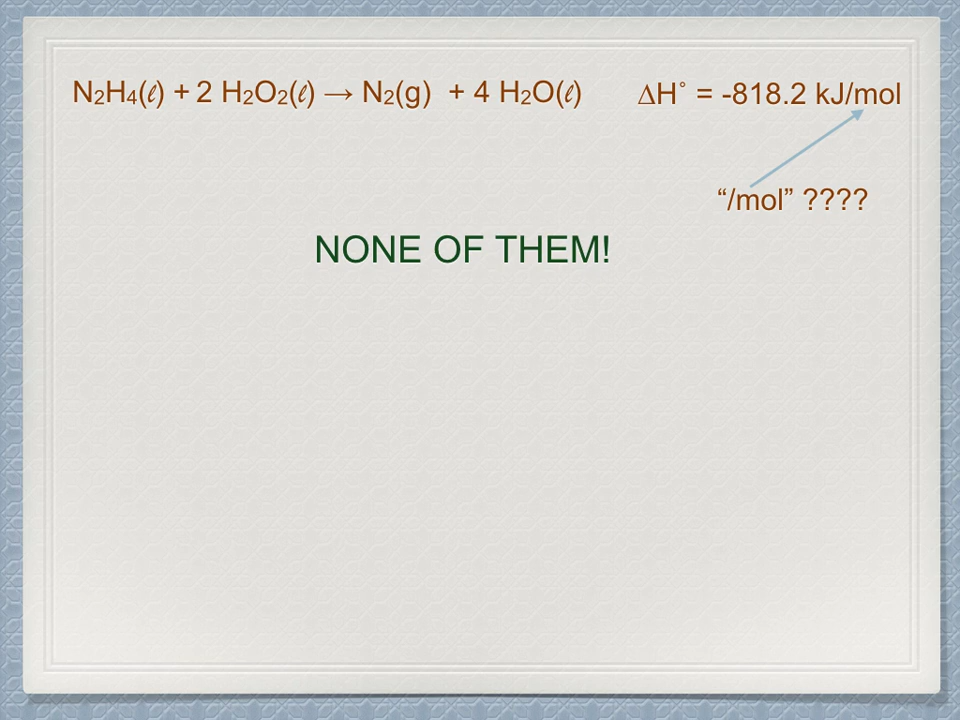 N₂H₄(ℓ) + 2 H₂O₂(ℓ) → N₂(g) + 4 H₂O(ℓ) ∆H˚ = -818.2 kJ/mol
“/mol” ????
NONE OF THEM!